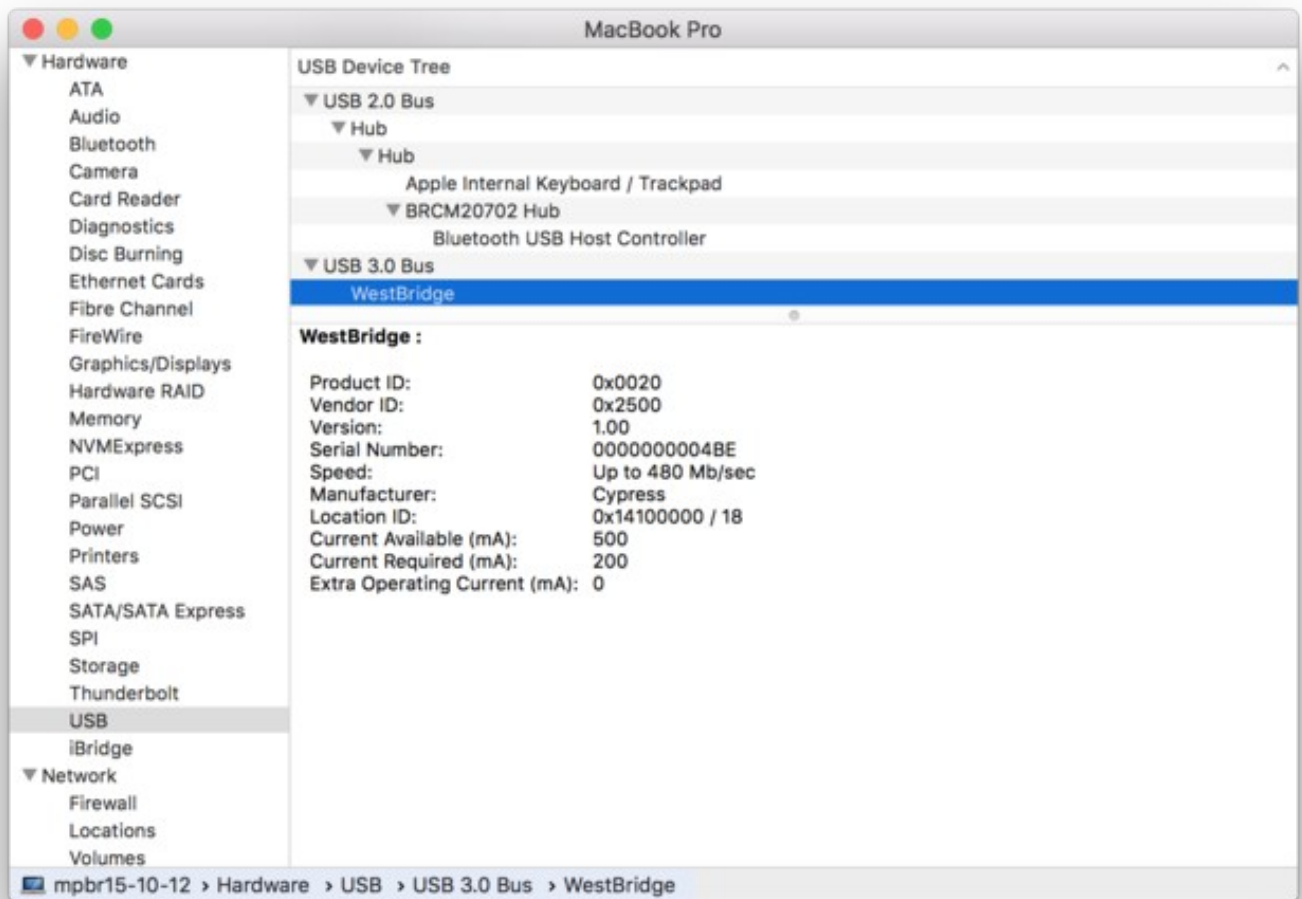 MacBook Pro
Hardware
ATA
Audio
Bluetooth
Camera
Card Reader
Diagnostics
Disc Burning
Ethernet Cards
Fibre Channel
FireWire
Graphics/Displays
Hardware RAID
Memory
NVMExpress
PCI
Parallel SCSI
Power
Printers
SAS
SATA/SATA Express
SPI
Storage
Thunderbolt
USB
iBridge
Network
Firewall
Locations
Volumes
USB Device Tree
USB 2.0 Bus
Hub
Hub
Apple Internal Keyboard / Trackpad
BRCM20702 Hub
Bluetooth USB Host Controller
USB 3.0 Bus
WestBridge
WestBridge :
Product ID: 0x0020
Vendor ID: 0x2500
Version: 1.00
Serial Number: 0000000004BE
Speed: Up to 480 Mb/sec
Manufacturer: Cypress
Location ID: 0x14100000 / 18
Current Available (mA): 500
Current Required (mA): 200
Extra Operating Current (mA): 0
mpbr15-10-12 › Hardware › USB › USB 3.0 Bus › WestBridge